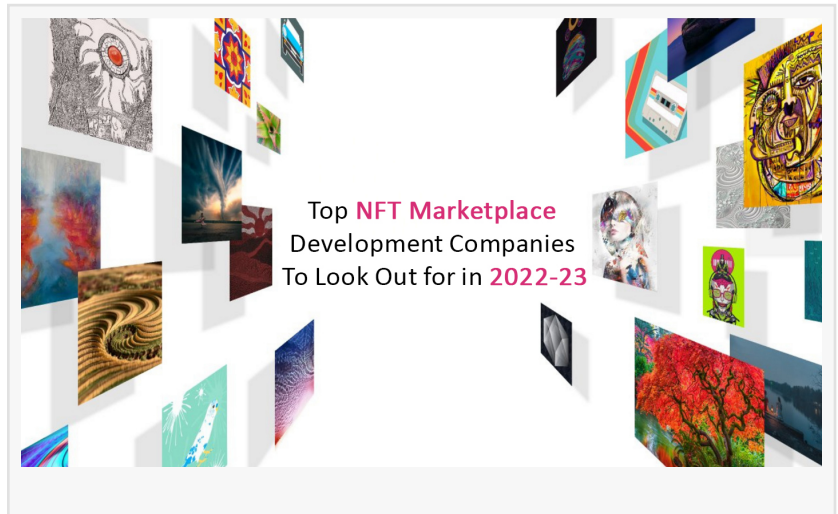 Top NFT Marketplace
Development Companies
To Look Out for in 2022-23